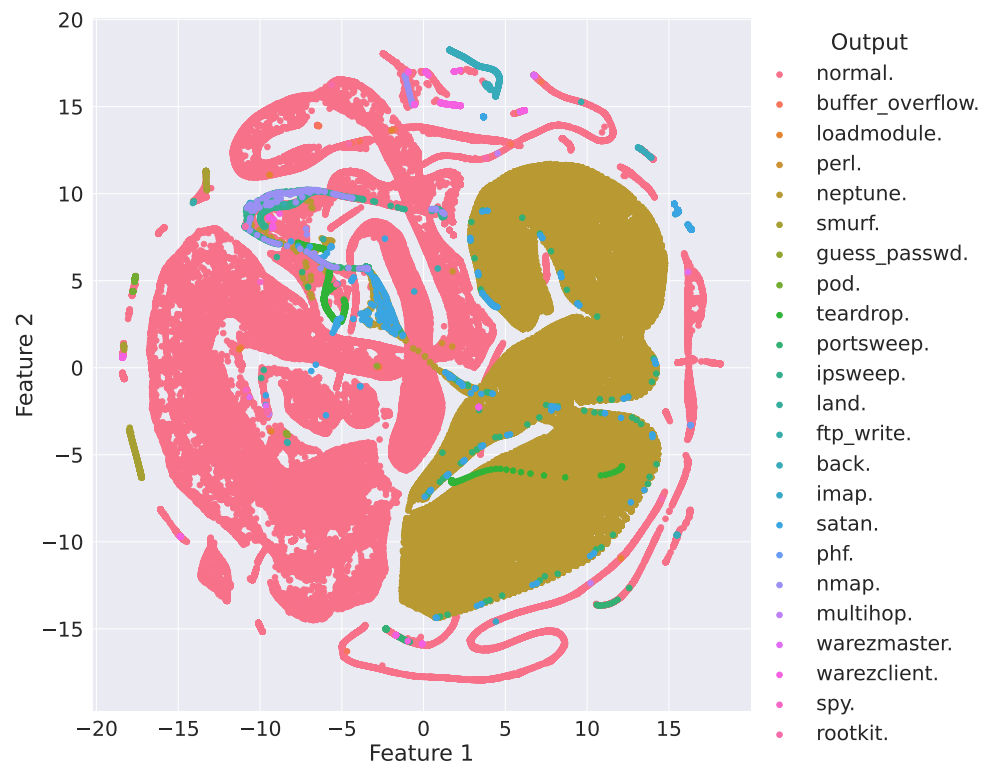 Output
normal.
buffer_overflow.
loadmodule.
perl.
neptune.
smurf.
guess_passwd.
pod.
teardrop.
portsweep.
ipsweep.
land.
ftp_write.
back.
imap.
satan.
phf.
nmap.
multihop.
warezmaster.
warezclient.
spy.
rootkit.
20
15
10
5
0
−5
−10
−15
Feature 2
−20 −15 −10 −5 0 5 10 15
Feature 1